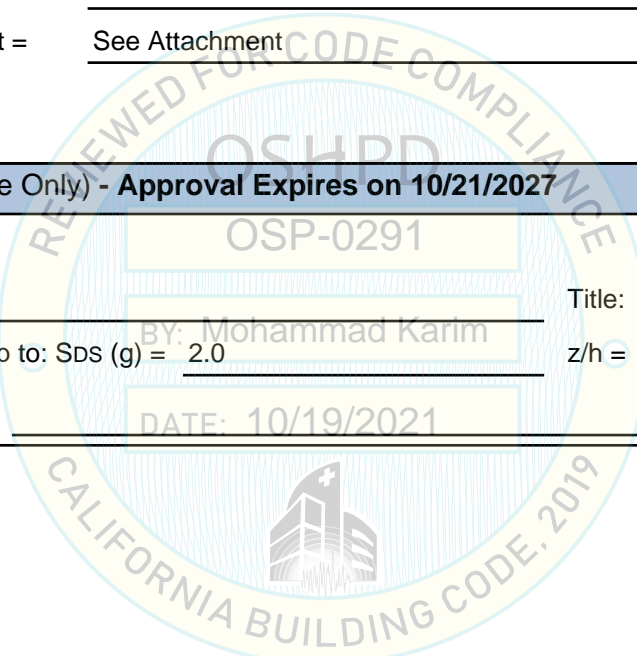 t = See Attachment
REVIEWED FOR CODE COMPLIANCE
OSHPD
e Only) - Approval Expires on 10/21/2027
OSP-0291
Title:
BY: Mohammad Karim
o to: SDS (g) = 2.0 z/h =
DATE: 10/19/2021
CALIFORNIA BUILDING CODE, 2019